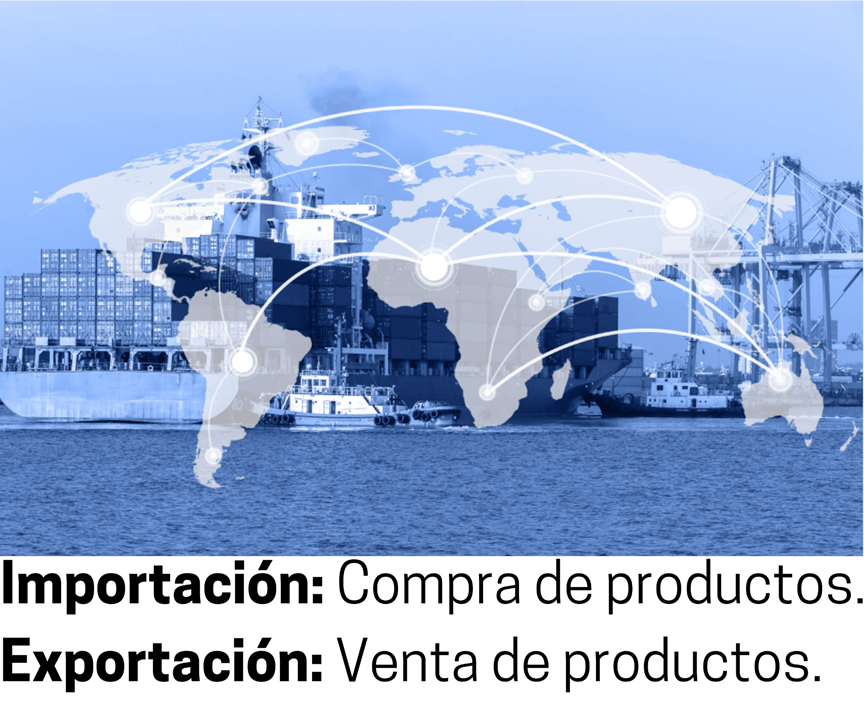 Importación: Compra de productos.
Exportación: Venta de productos.